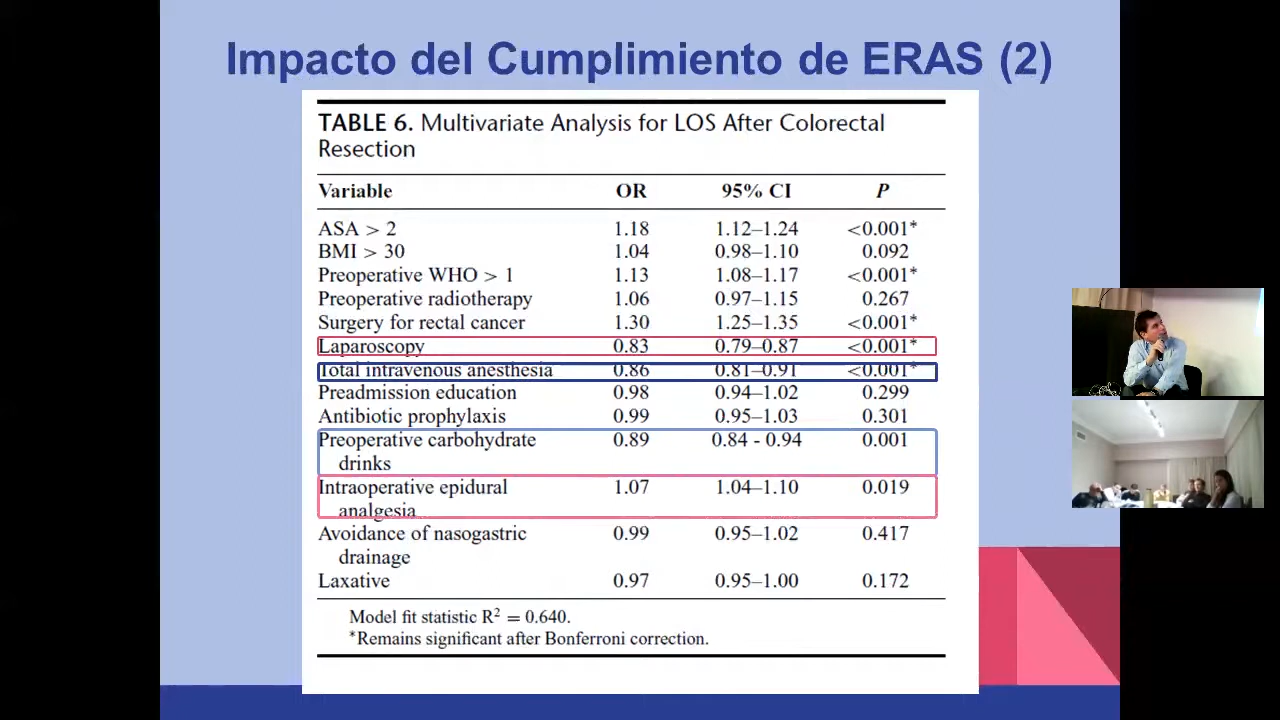 Impacto del Cumplimiento de ERAS (2)
TABLE 6. Multivariate Analysis for LOS After Colorectal
Resection
Variable OR 95% CI P
ASA > 2 1.18 1.12–1.24 <0.001*
BMI > 30 1.04 0.98–1.10 0.092
Preoperative WHO > 1 1.13 1.08–1.17 <0.001*
Preoperative radiotherapy 1.06 0.97–1.15 0.267
Surgery for rectal cancer 1.30 1.25–1.35 <0.001*
Laparoscopy 0.83 0.79–0.87 <0.001*
Total intravenous anesthesia 0.86 0.81–0.91 <0.001*
Preadmission education 0.98 0.94–1.02 0.299
Antibiotic prophylaxis 0.99 0.95–1.03 0.301
Preoperative carbohydrate 0.89 0.84 - 0.94 0.001
drinks
Intraoperative epidural 1.07 1.04–1.10 0.019
analgesia
Avoidance of nasogastric 0.99 0.95–1.02 0.417
drainage
Laxative 0.97 0.95–1.00 0.172
Model fit statistic R² = 0.640.
*Remains significant after Bonferroni correction.